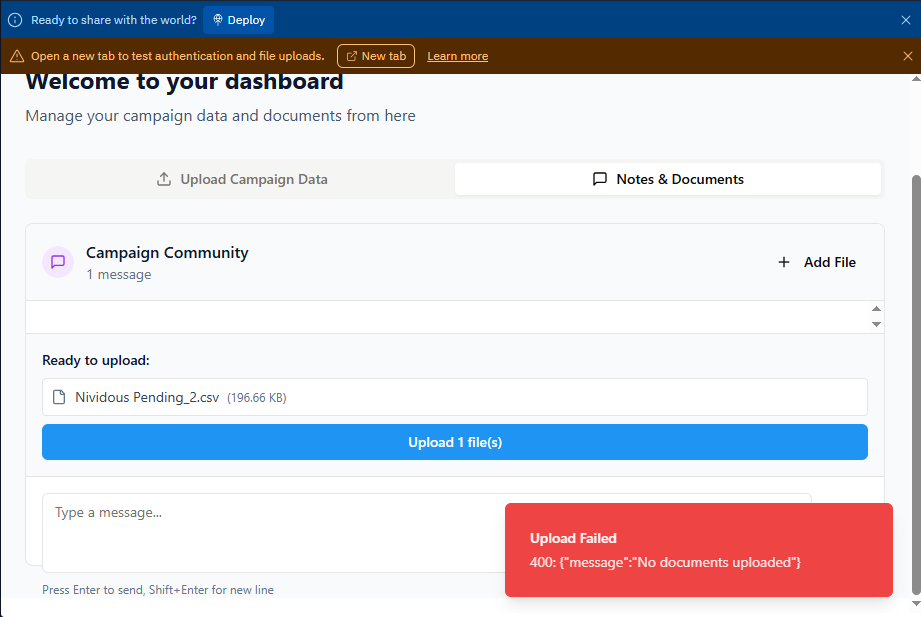 Ready to share with the world? Deploy
Open a new tab to test authentication and file uploads. New tab Learn more
Welcome to your dashboard
Manage your campaign data and documents from here
Upload Campaign Data Notes & Documents
Campaign Community
1 message
Add File
Ready to upload:
Nividous Pending_2.csv (196.66 KB)
Upload 1 file(s)
Type a message...
Upload Failed
400: {"message":"No documents uploaded"}
Press Enter to send, Shift+Enter for new line